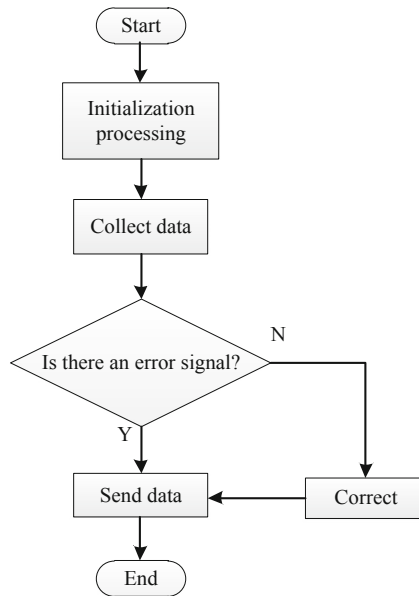 Start
Initialization
processing
Collect data
N
Is there an error signal?
Y
Send data
Correct
End